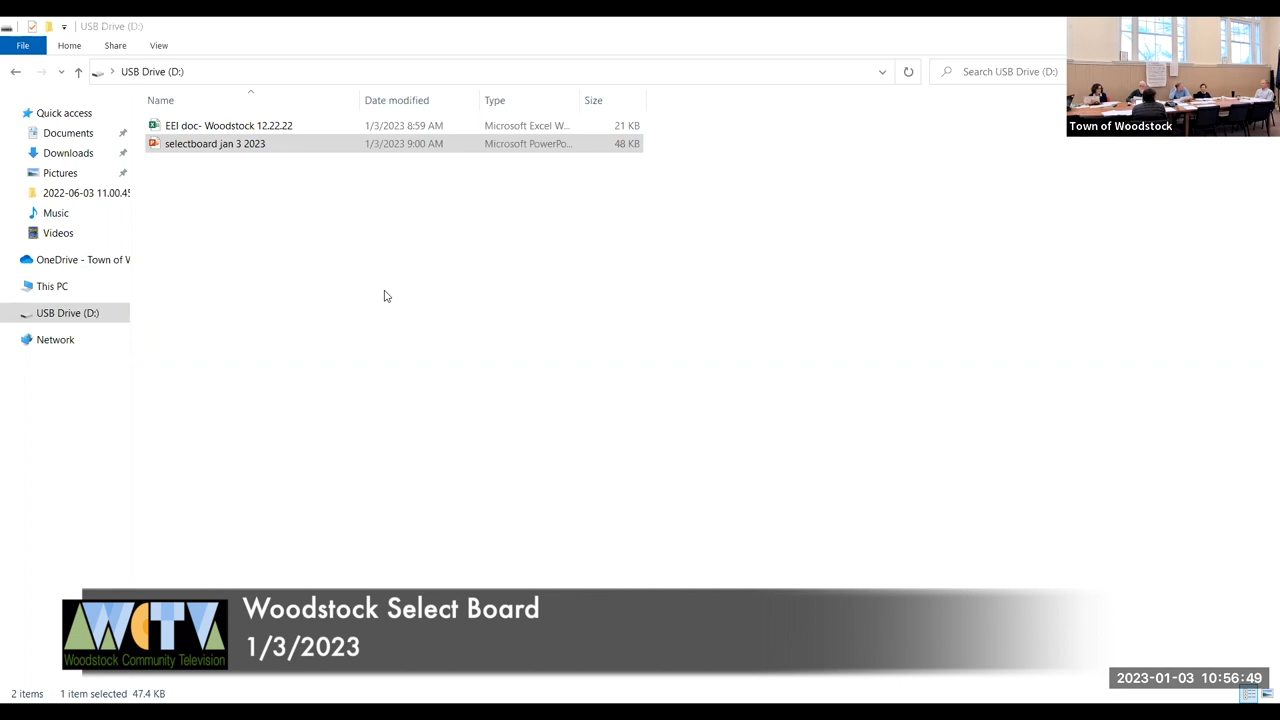 USB Drive (D:)
File Home Share View
USB Drive (D:)
Search USB Drive (D:)
Name Date modified Type Size
Quick access
Documents
Downloads
Pictures
2022-06-03 11.00.45
Music
Videos
OneDrive - Town of W
This PC
USB Drive (D:)
Network
EEI doc- Woodstock 12.22.22 1/3/2023 8:59 AM Microsoft Excel W... 21 KB
selectboard jan 3 2023 1/3/2023 9:00 AM Microsoft PowerPo... 48 KB
Town of Woodstock
WCTV
Woodstock Community Television
Woodstock Select Board
1/3/2023
2023-01-03 10:56:49
2 items 1 item selected 47.4 KB